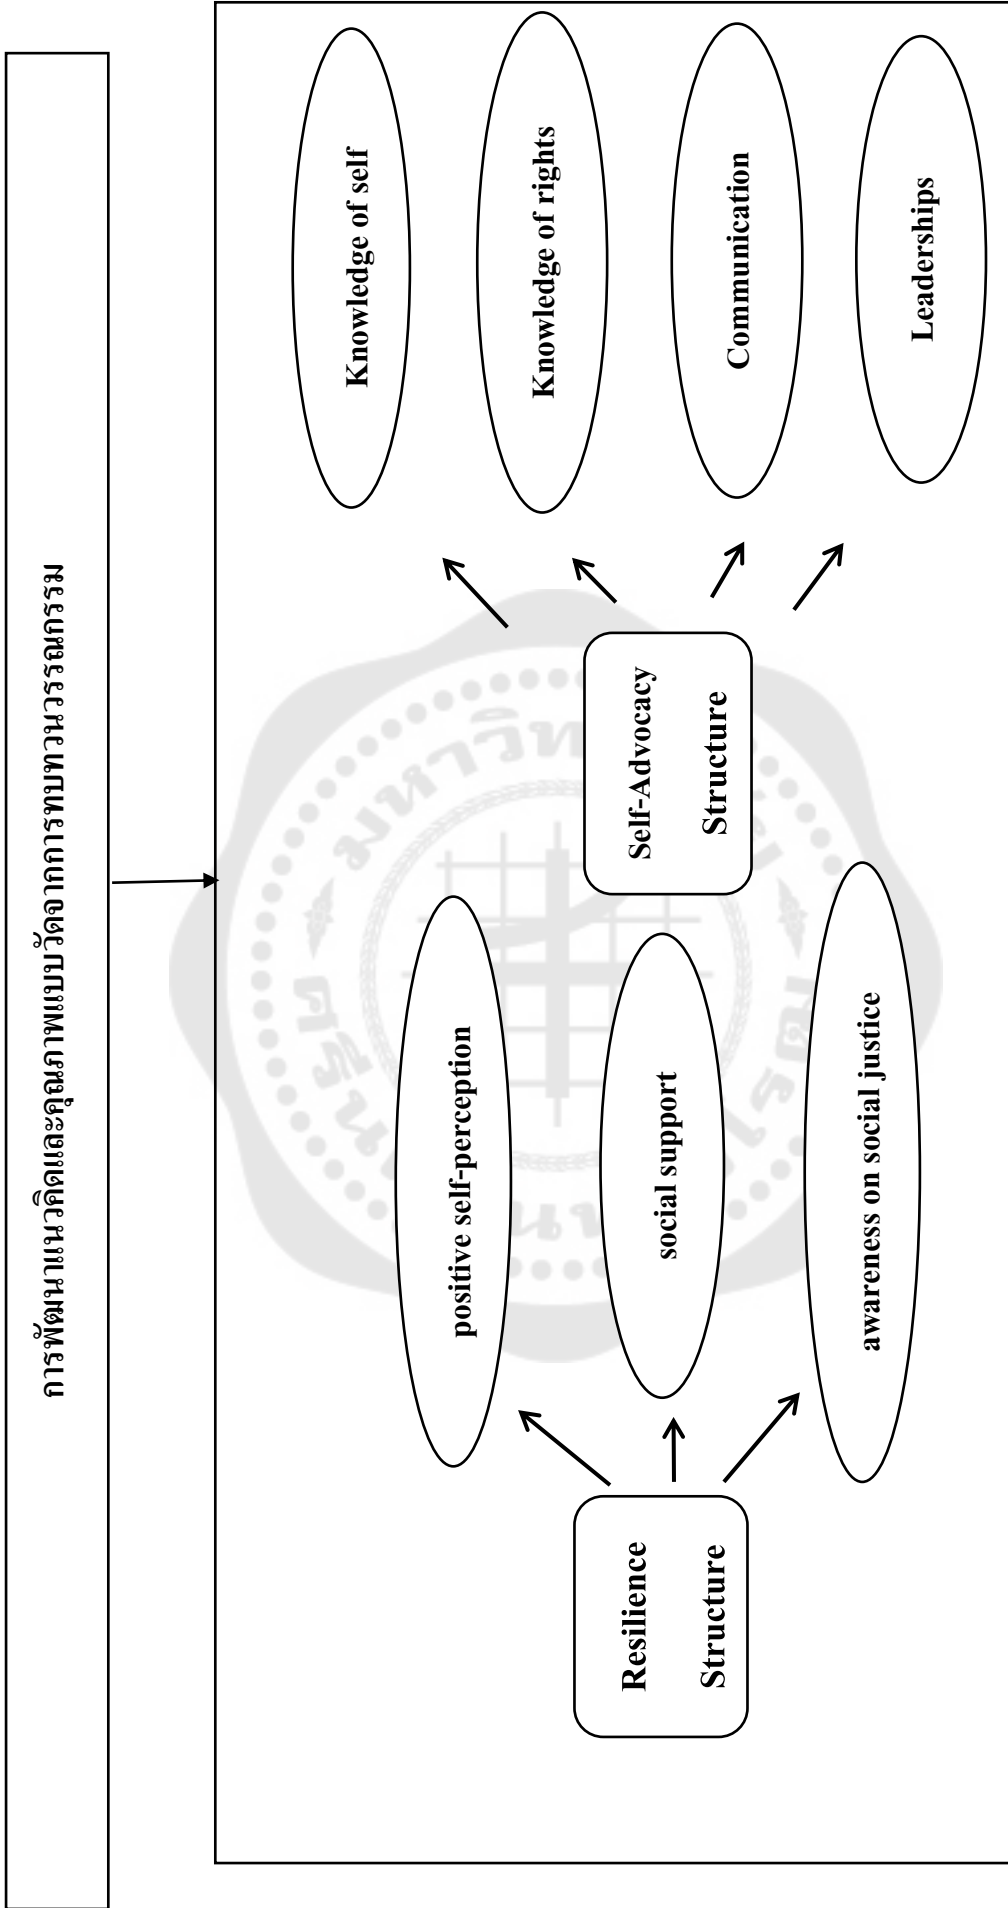 การพัฒนาแนวคิดและคุณภาพแบบวัดจากการทบทวนวรรณกรรม
Resilience
Structure
positive self-perception
social support
awareness on social justice
Self-Advocacy
Structure
Knowledge of self
Knowledge of rights
Communication
Leaderships